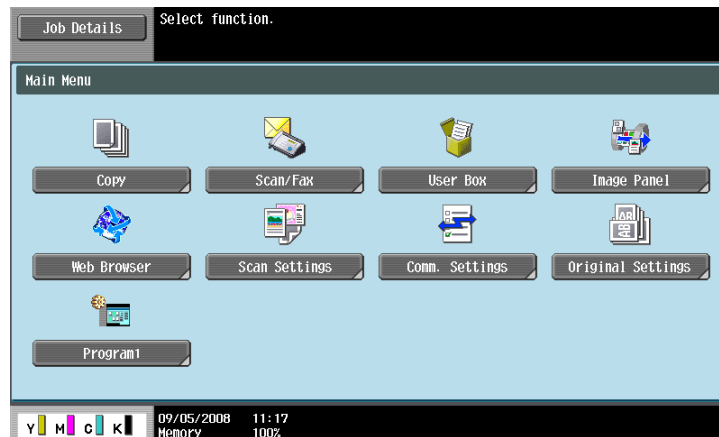 Job Details
Select function.
Main Menu
Copy
Scan/Fax
User Box
Image Panel
Web Browser
Scan Settings
Comm. Settings
Original Settings
Program1
Y M C K
09/05/2008 11:17
Memory 100%